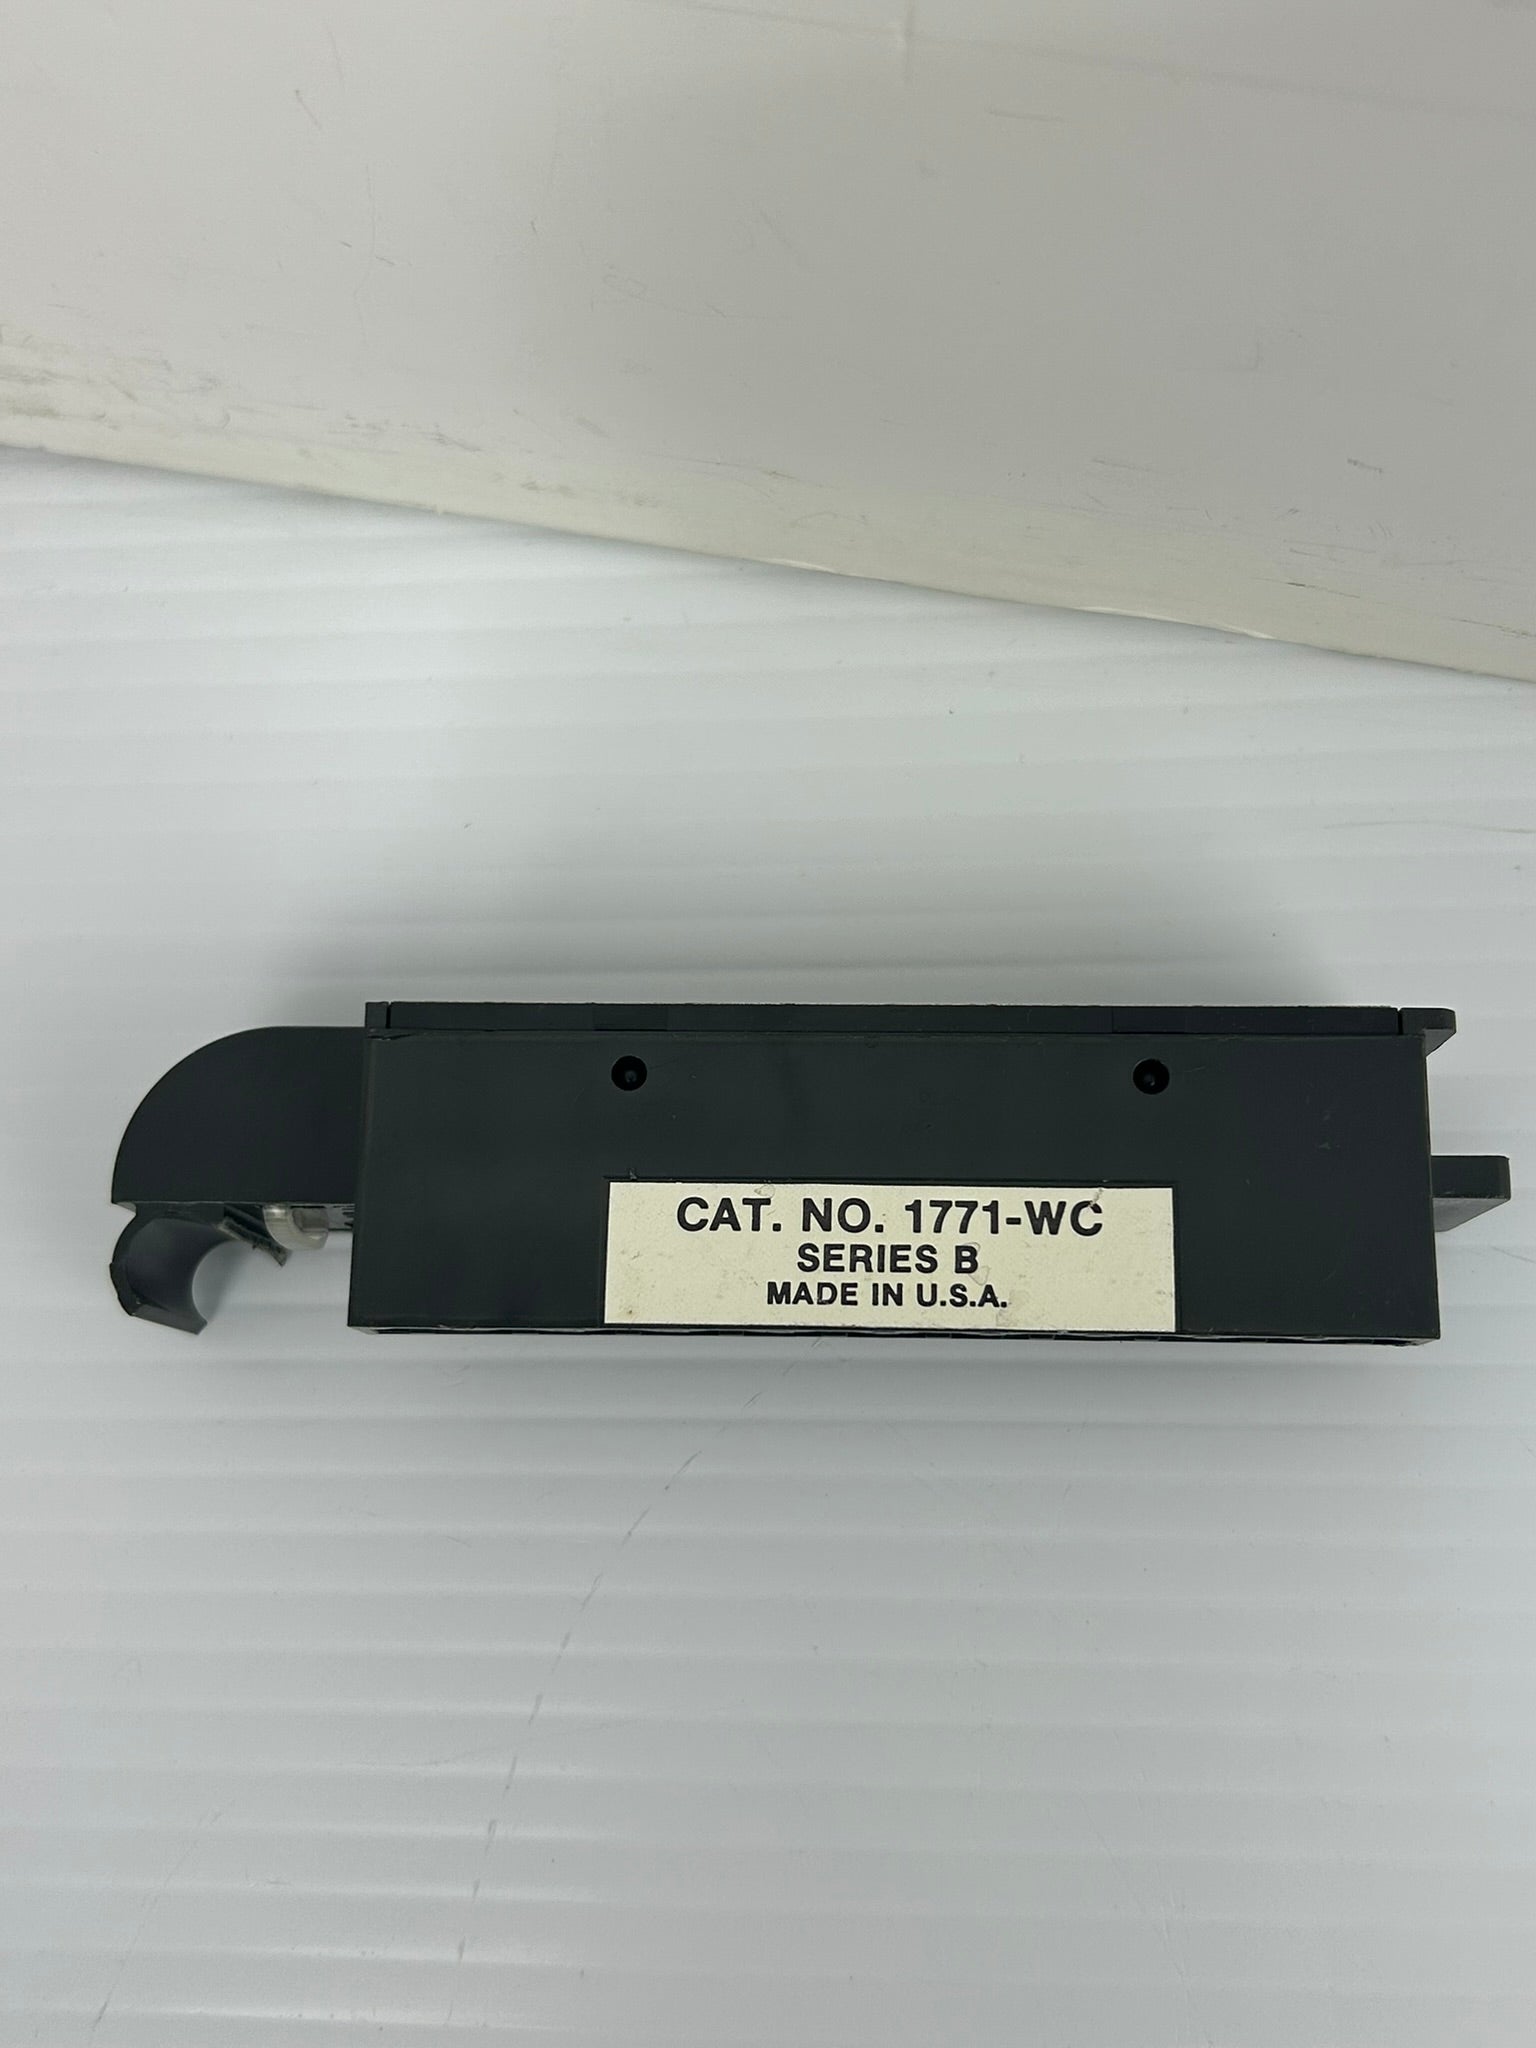 CAT. NO. 1771-WC
SERIES B
MADE IN U.S.A.